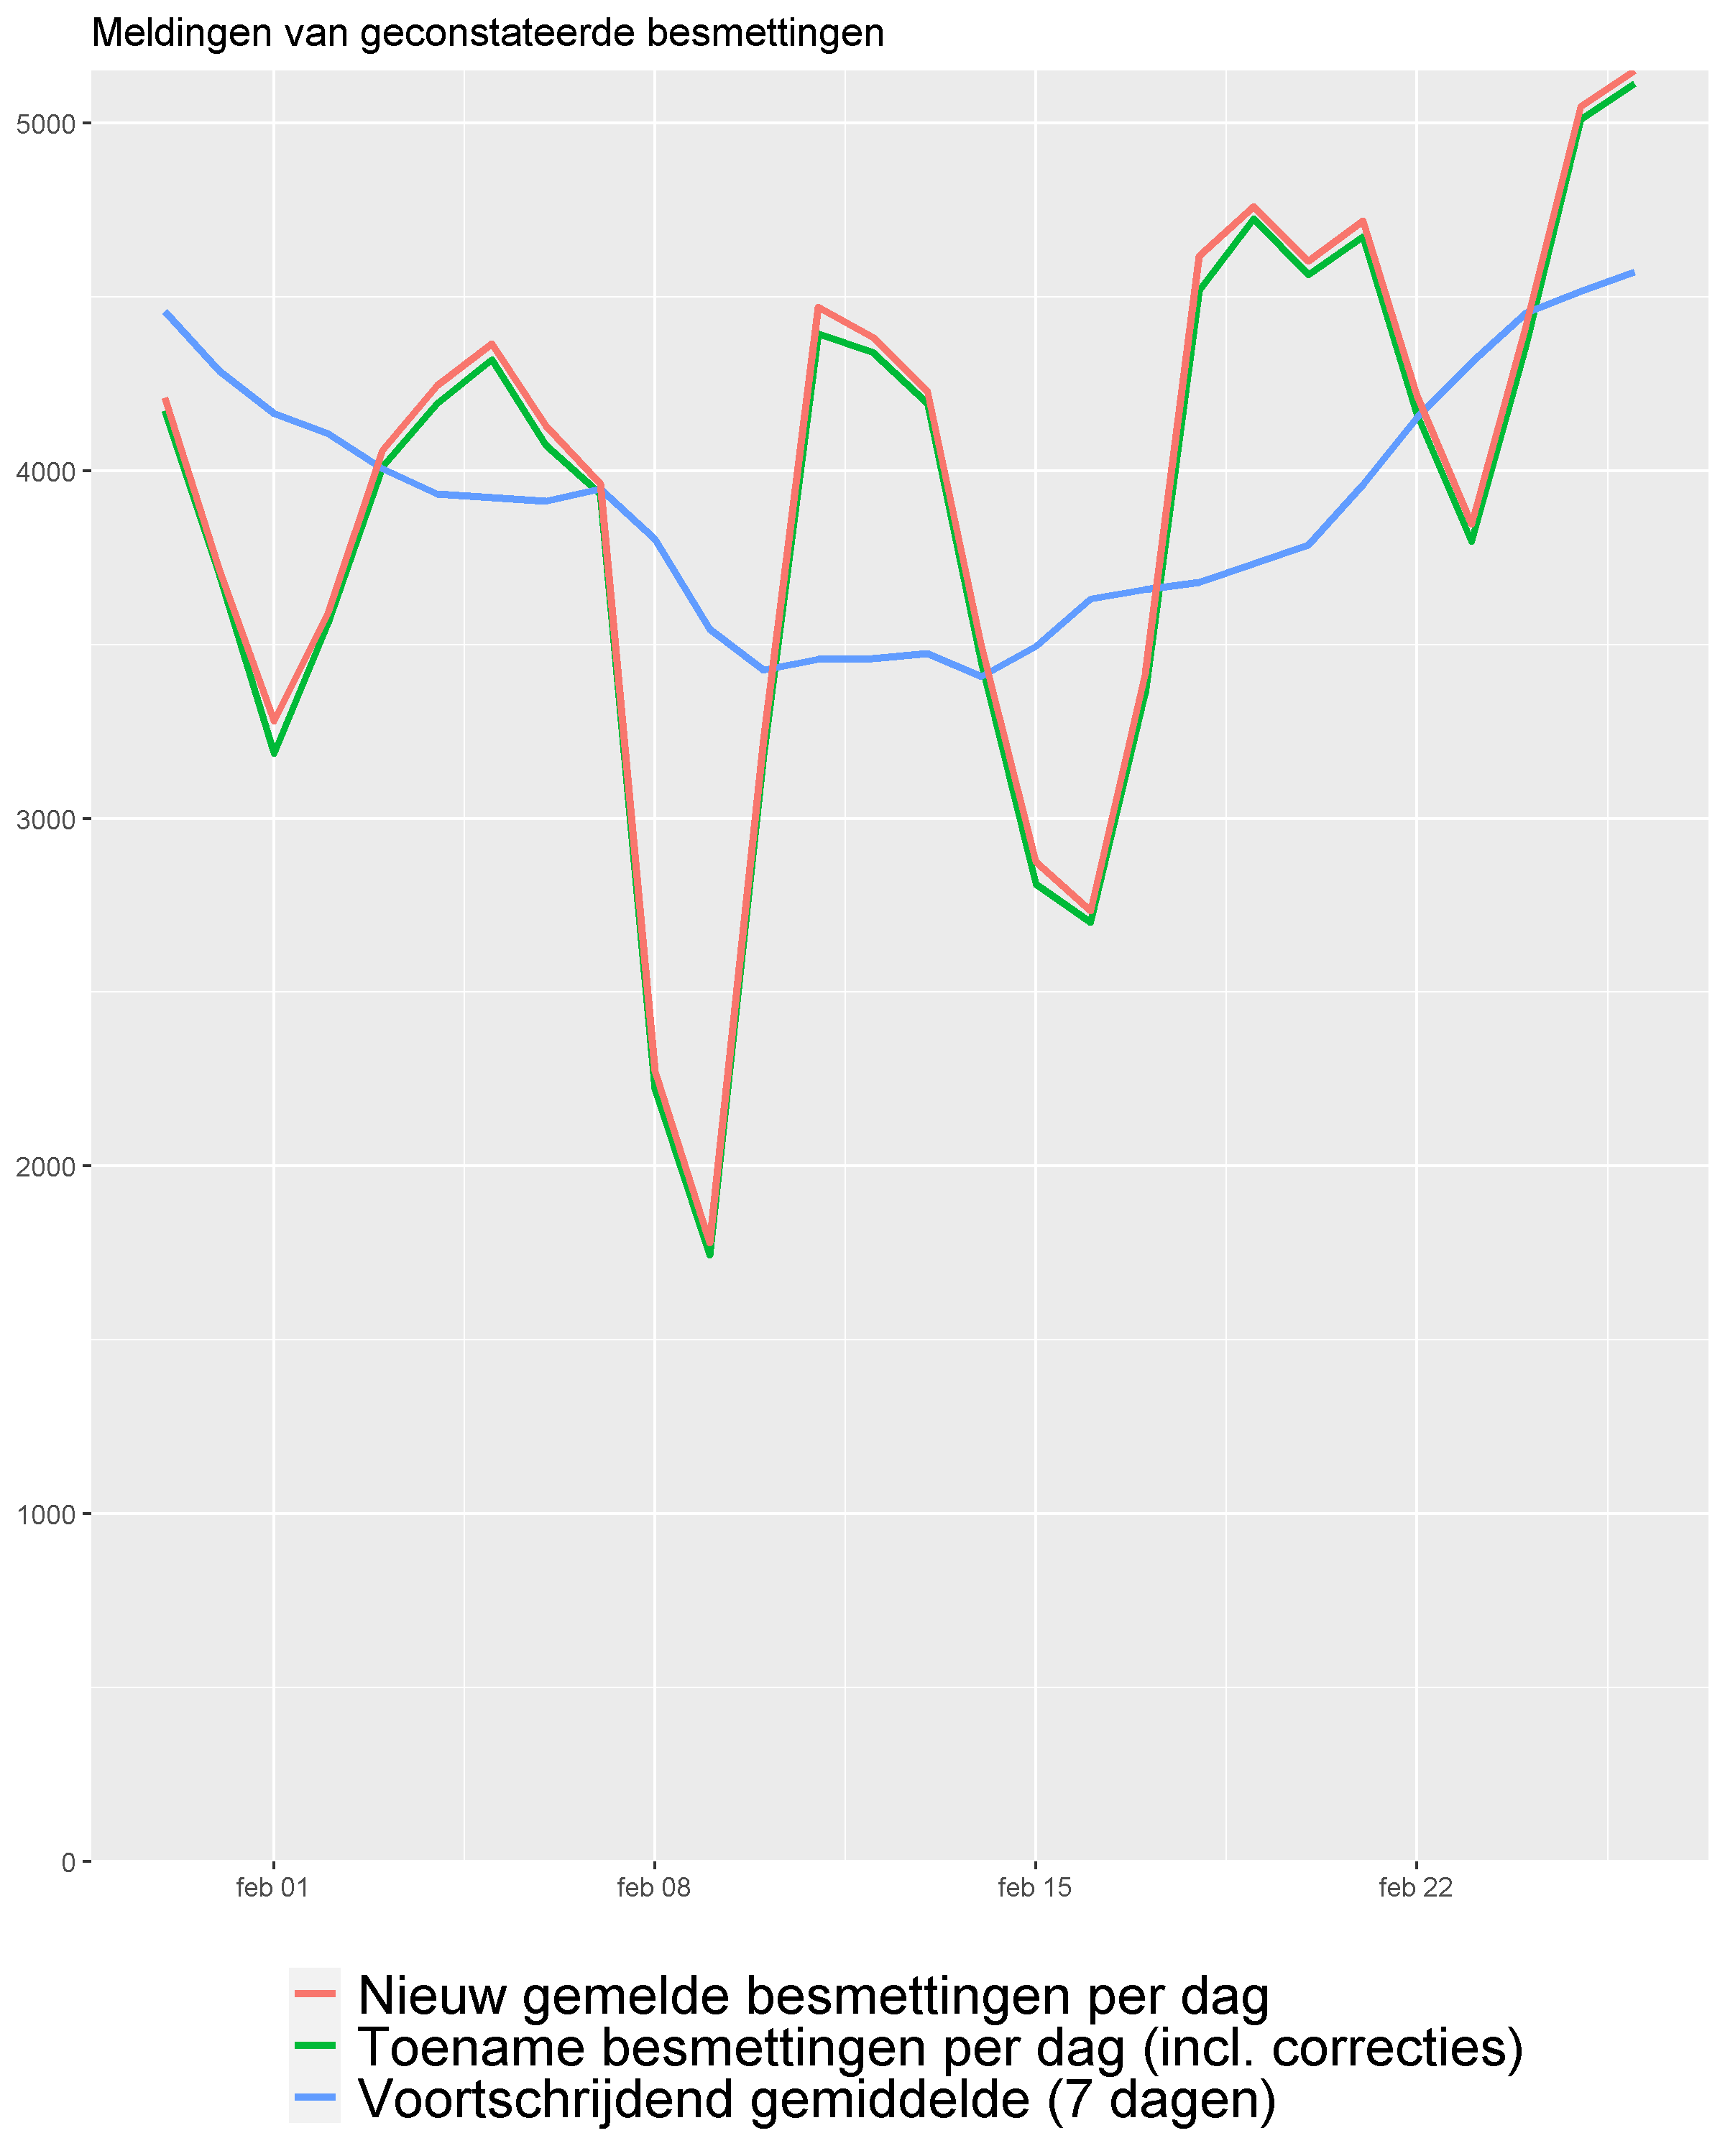 Meldingen van geconstateerde besmettingen
5000
4000
3000
2000
1000
0
feb 01
feb 08
feb 15
feb 22
Nieuw gemelde besmettingen per dag
Toename besmettingen per dag (incl. correcties)
Voortschrijdend gemiddelde (7 dagen)